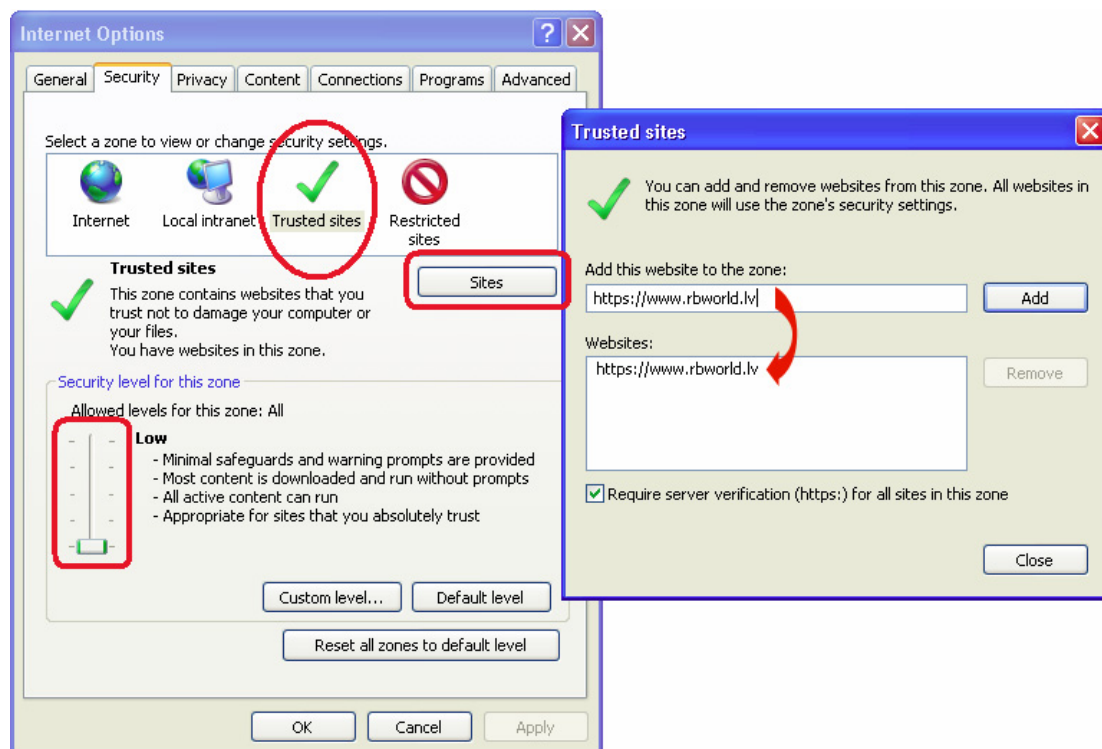 Internet Options
General Security Privacy Content Connections Programs Advanced
Select a zone to view or change security settings.
Internet
Local intranet
Trusted sites
Restricted
sites
Trusted sites
Sites
This zone contains websites that you
trust not to damage your computer or
your files.
You have websites in this zone.
Security level for this zone
Allowed levels for this zone: All
Low
- Minimal safeguards and warning prompts are provided
- Most content is downloaded and run without prompts
- All active content can run
- Appropriate for sites that you absolutely trust
Custom level... Default level
Reset all zones to default level
OK Cancel Apply
Trusted sites
You can add and remove websites from this zone. All websites in
this zone will use the zone's security settings.
Add this website to the zone:
https://www.rbworld.lv
Add
Websites:
https://www.rbworld.lv
Remove
Require server verification (https:) for all sites in this zone
Close